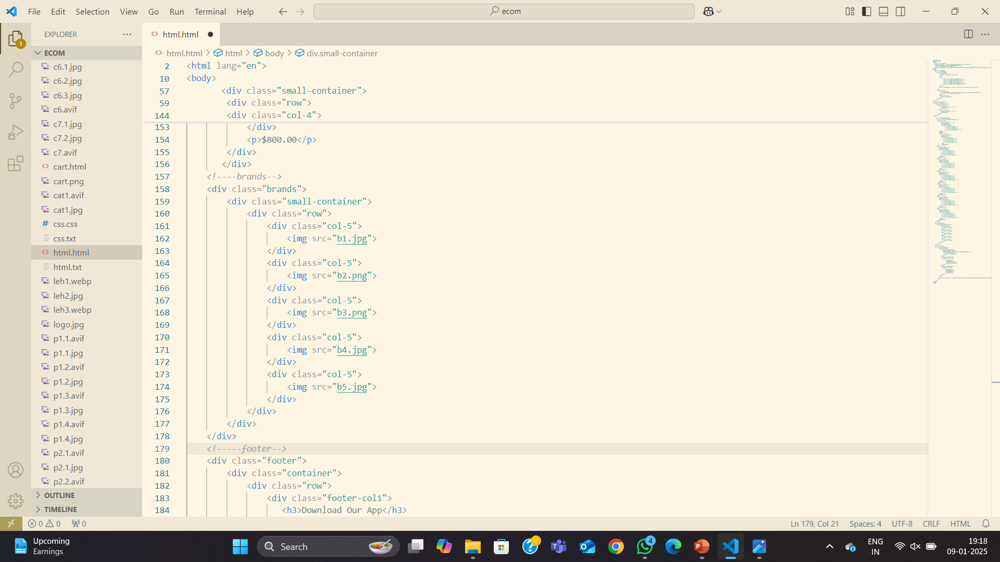 File Edit Selection View Go Run Terminal Help ecom
EXPLORER
html.html
1
ECOM
html.html > html > body > div.small-container
c6.1.jpg
c6.2.jpg
c6.3.jpg
c6.avif
c7.1.jpg
c7.2.jpg
c7.avif
cart.html
cart.png
cat1.avif
cat1.jpg
css.css
css.txt
html.html
html.txt
leh1.webp
leh2.jpg
leh3.webp
logo.jpg
p1.1.avif
p1.1.jpg
p1.2.avif
p1.2.jpg
p1.3.avif
p1.3.jpg
p1.4.avif
p1.4.jpg
p2.1.avif
p2.1.jpg
p2.2.avif
OUTLINE
TIMELINE
2 <html lang="en">
10 <body>
57 <div class="small-container">
59 <div class="row">
144 <div class="col-4">
153 </div>
154 <p>$800.00</p>
155 </div>
156 </div>
157 <!----brands-->
158 <div class="brands">
159 <div class="small-container">
160 <div class="row">
161 <div class="col-5">
162 <img src="b1.jpg">
163 </div>
164 <div class="col-5">
165 <img src="b2.png">
166 </div>
167 <div class="col-5">
168 <img src="b3.png">
169 </div>
170 <div class="col-5">
171 <img src="b4.jpg">
172 </div>
173 <div class="col-5">
174 <img src="b5.jpg">
175 </div>
176 </div>
177 </div>
178 </div>
179 <!-----footer-->
180 <div class="footer">
181 <div class="container">
182 <div class="row">
183 <div class="footer-col1">
184 <h3>Download Our App</h3>
0 0 0 Ln 179, Col 21 Spaces: 4 UTF-8 CRLF HTML
Upcoming
Earnings
Search
4
ENG
IN
19:18
09-01-2025